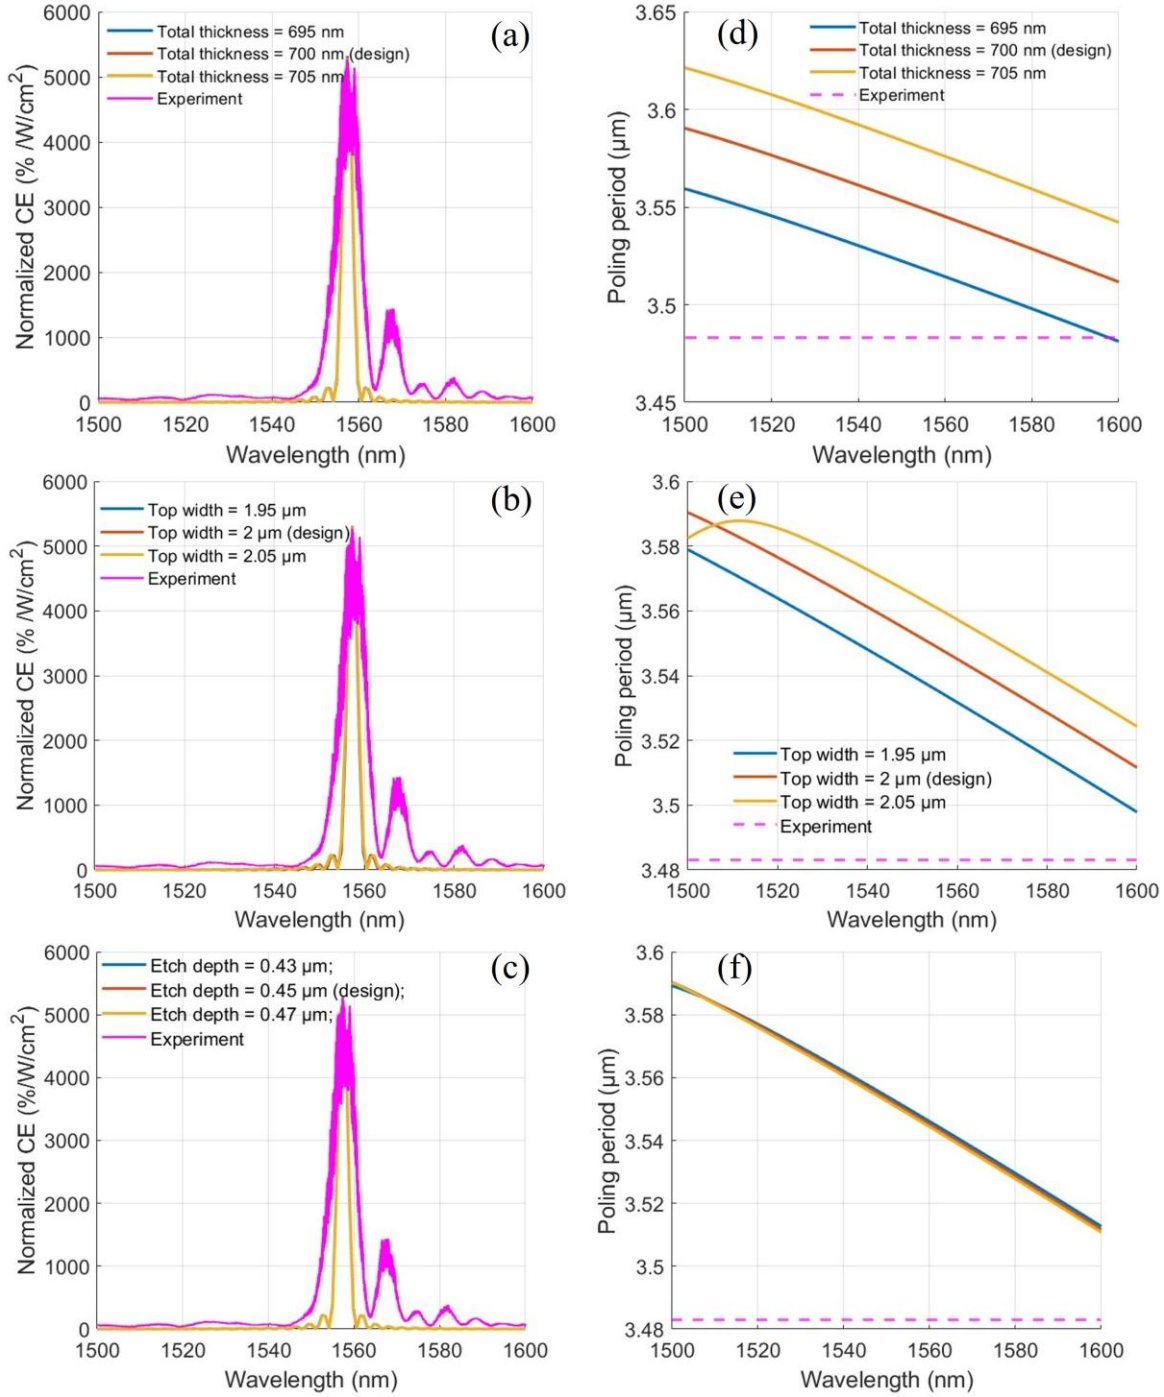 6000
5000
4000
3000
2000
1000
0
Normalized CE (% /W/cm²)
Total thickness = 695 nm
Total thickness = 700 nm (design)
Total thickness = 705 nm
Experiment
(a)
1500 1520 1540 1560 1580 1600
Wavelength (nm)
3.65
3.6
3.55
3.5
3.45
Poling period (µm)
(d)
Total thickness = 695 nm
Total thickness = 700 nm (design)
Total thickness = 705 nm
Experiment
1500 1520 1540 1560 1580 1600
Wavelength (nm)
6000
5000
4000
3000
2000
1000
0
Normalized CE (% /W/cm²)
Top width = 1.95 µm
Top width = 2 µm (design)
Top width = 2.05 µm
Experiment
(b)
1500 1520 1540 1560 1580 1600
Wavelength (nm)
3.6
3.58
3.56
3.54
3.52
3.5
3.48
Poling period (µm)
(e)
Top width = 1.95 µm
Top width = 2 µm (design)
Top width = 2.05 µm
Experiment
1500 1520 1540 1560 1580 1600
Wavelength (nm)
6000
5000
4000
3000
2000
1000
0
Normalized CE (%/W/cm²)
Etch depth = 0.43 µm;
Etch depth = 0.45 µm (design);
Etch depth = 0.47 µm;
Experiment
(c)
1500 1520 1540 1560 1580 1600
Wavelength (nm)
3.6
3.58
3.56
3.54
3.52
3.5
3.48
Poling period (µm)
(f)
1500 1520 1540 1560 1580 1600
Wavelength (nm)